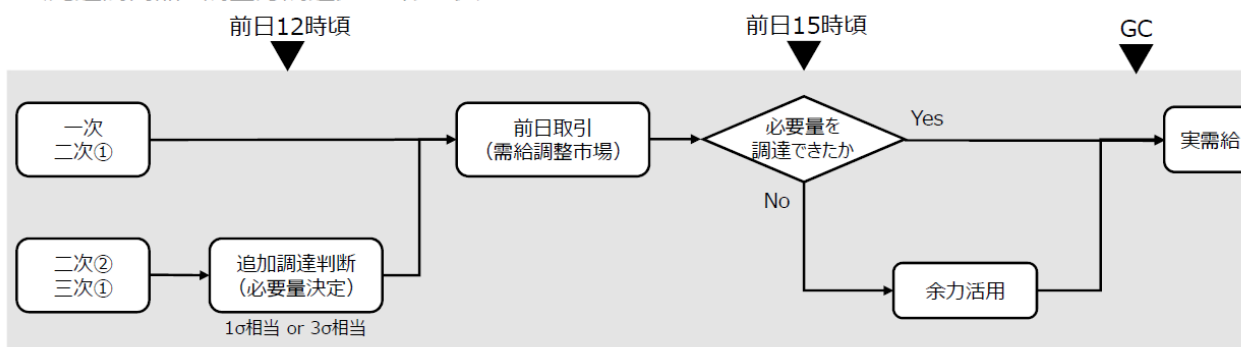 前日12時頃
前日15時頃
GC
一次
二次①
前日取引
(需給調整市場)
必要量を
調達できたか
Yes
実需給
No
二次②
三次①
追加調達判断
(必要量決定)
余力活用
1σ相当 or 3σ相当